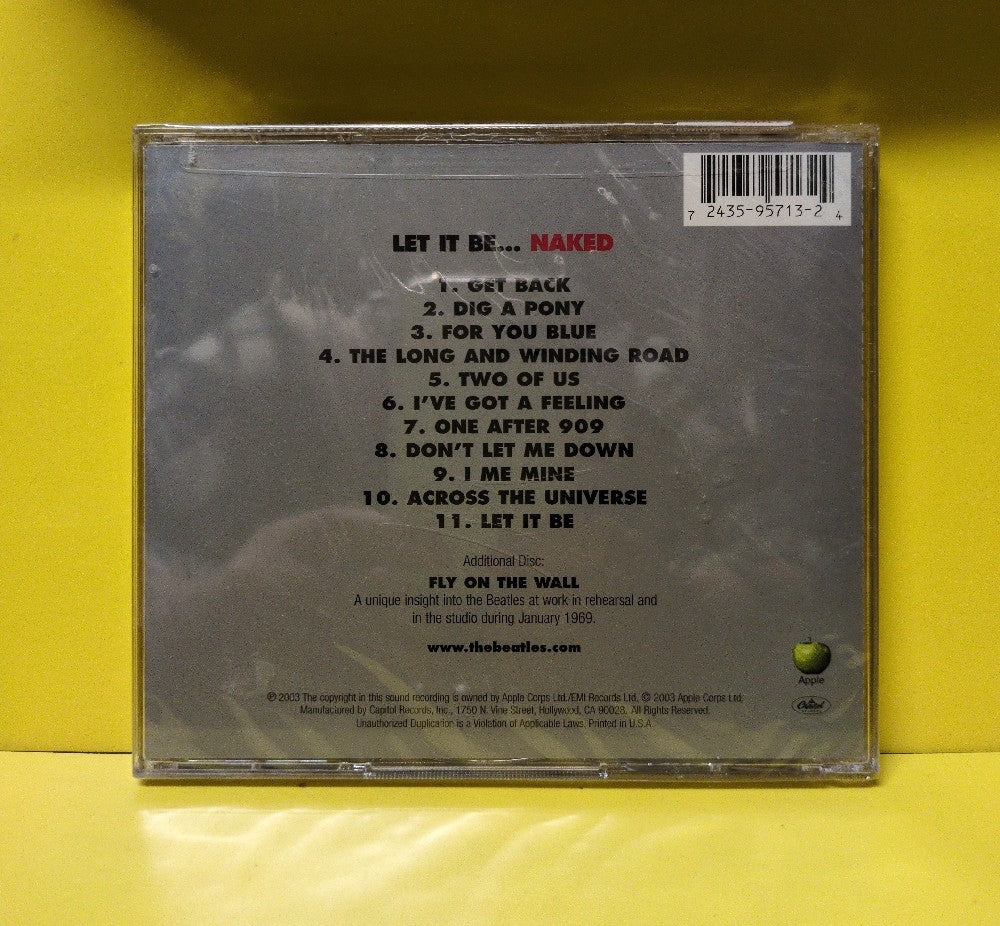 7 2435-95713-2 4
LET IT BE... NAKED
1. GET BACK
2. DIG A PONY
3. FOR YOU BLUE
4. THE LONG AND WINDING ROAD
5. TWO OF US
6. I'VE GOT A FEELING
7. ONE AFTER 909
8. DON'T LET ME DOWN
9. I ME MINE
10. ACROSS THE UNIVERSE
11. LET IT BE
Additional Disc:
FLY ON THE WALL
A unique insight into the Beatles at work in rehearsal and
in the studio during January 1969.
www.thebeatles.com
Apple
℗ 2003 The copyright in this sound recording is owned by Apple Corps Ltd./EMI Records Ltd. © 2003 Apple Corps Ltd.
Manufactured by Capitol Records, Inc., 1750 N. Vine Street, Hollywood, CA 90028. All Rights Reserved.
Unauthorized Duplication is a Violation of Applicable Laws. Printed in U.S.A.
Capitol